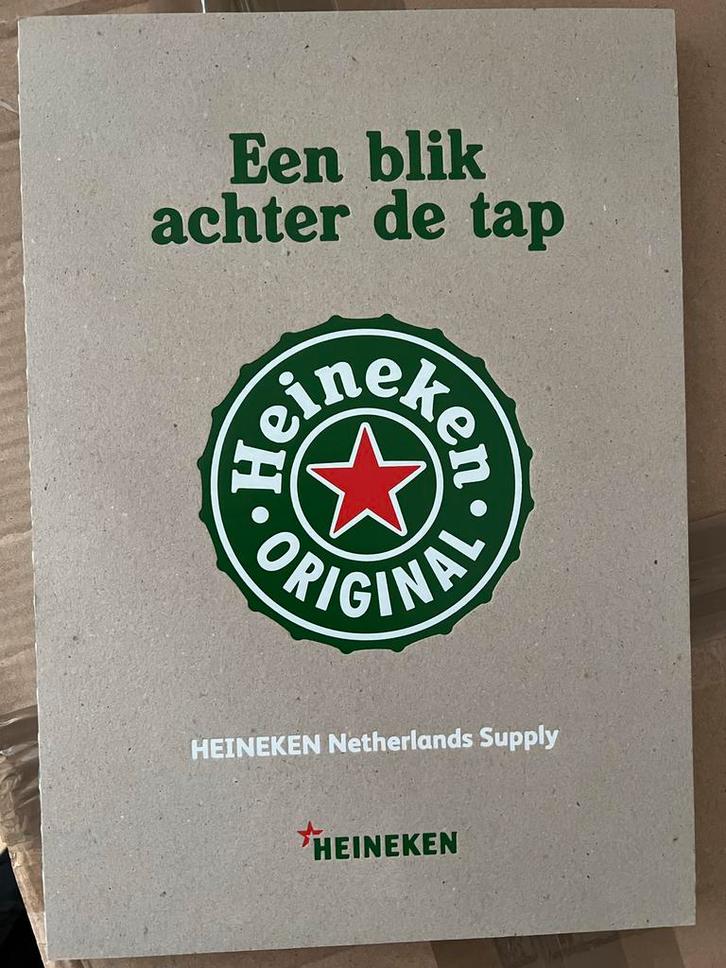 Een blik
achter de tap
Heineken
ORIGINAL
HEINEKEN Netherlands Supply
HEINEKEN